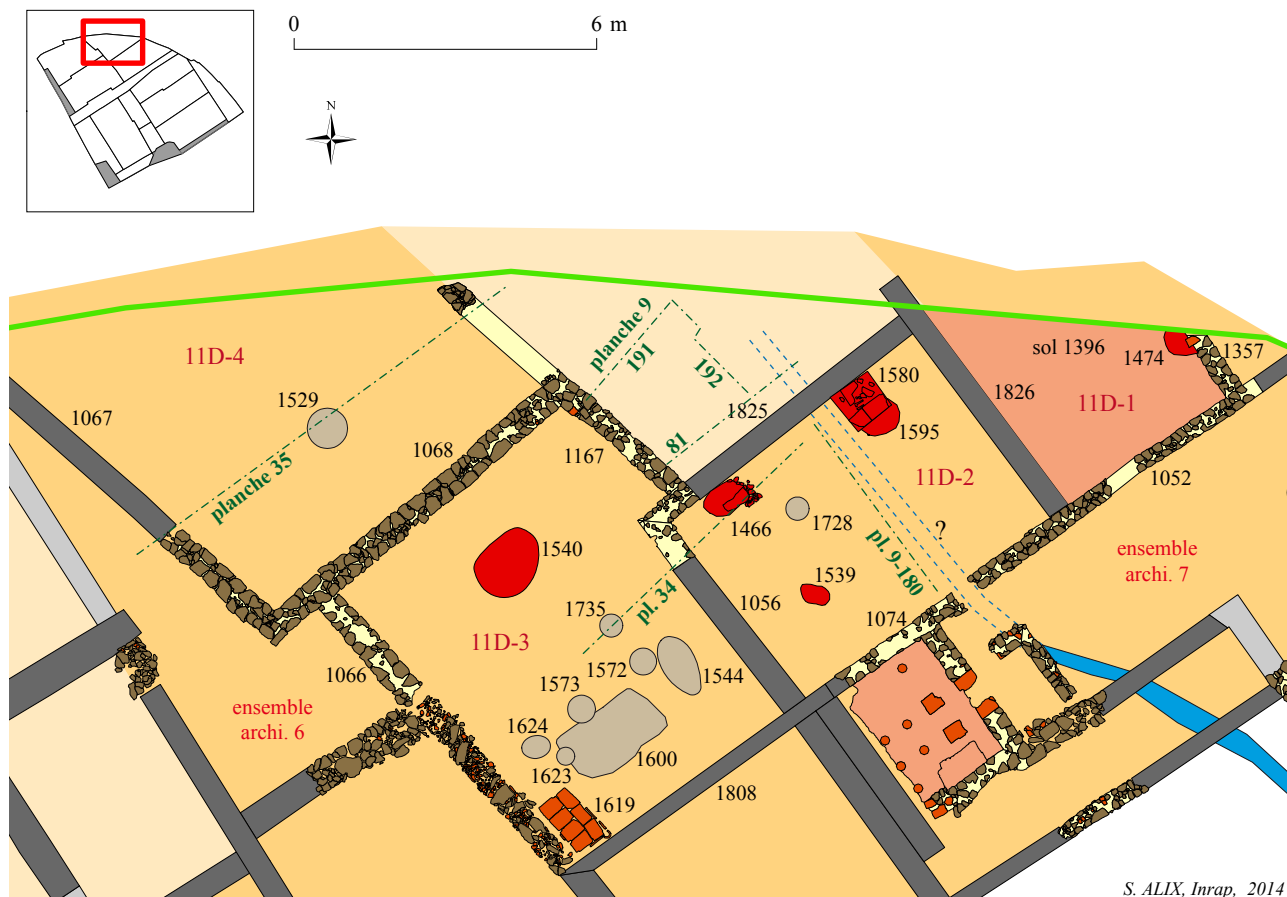 0 6 m
N
planche 9
191
192
11D-4
sol 1396
1474
1357
1580
1529
11D-1
1067
1825
1826
1595
1068
81
1167
1052
planche 35
11D-2
1466
1728
?
ensemble
archi. 7
1540
pl. 9-180
1539
pl. 34
1056
1735
1074
11D-3
1572
1544
1066
1573
ensemble
archi. 6
1624
1600
1623
1808
1619
S. ALIX, Inrap, 2014